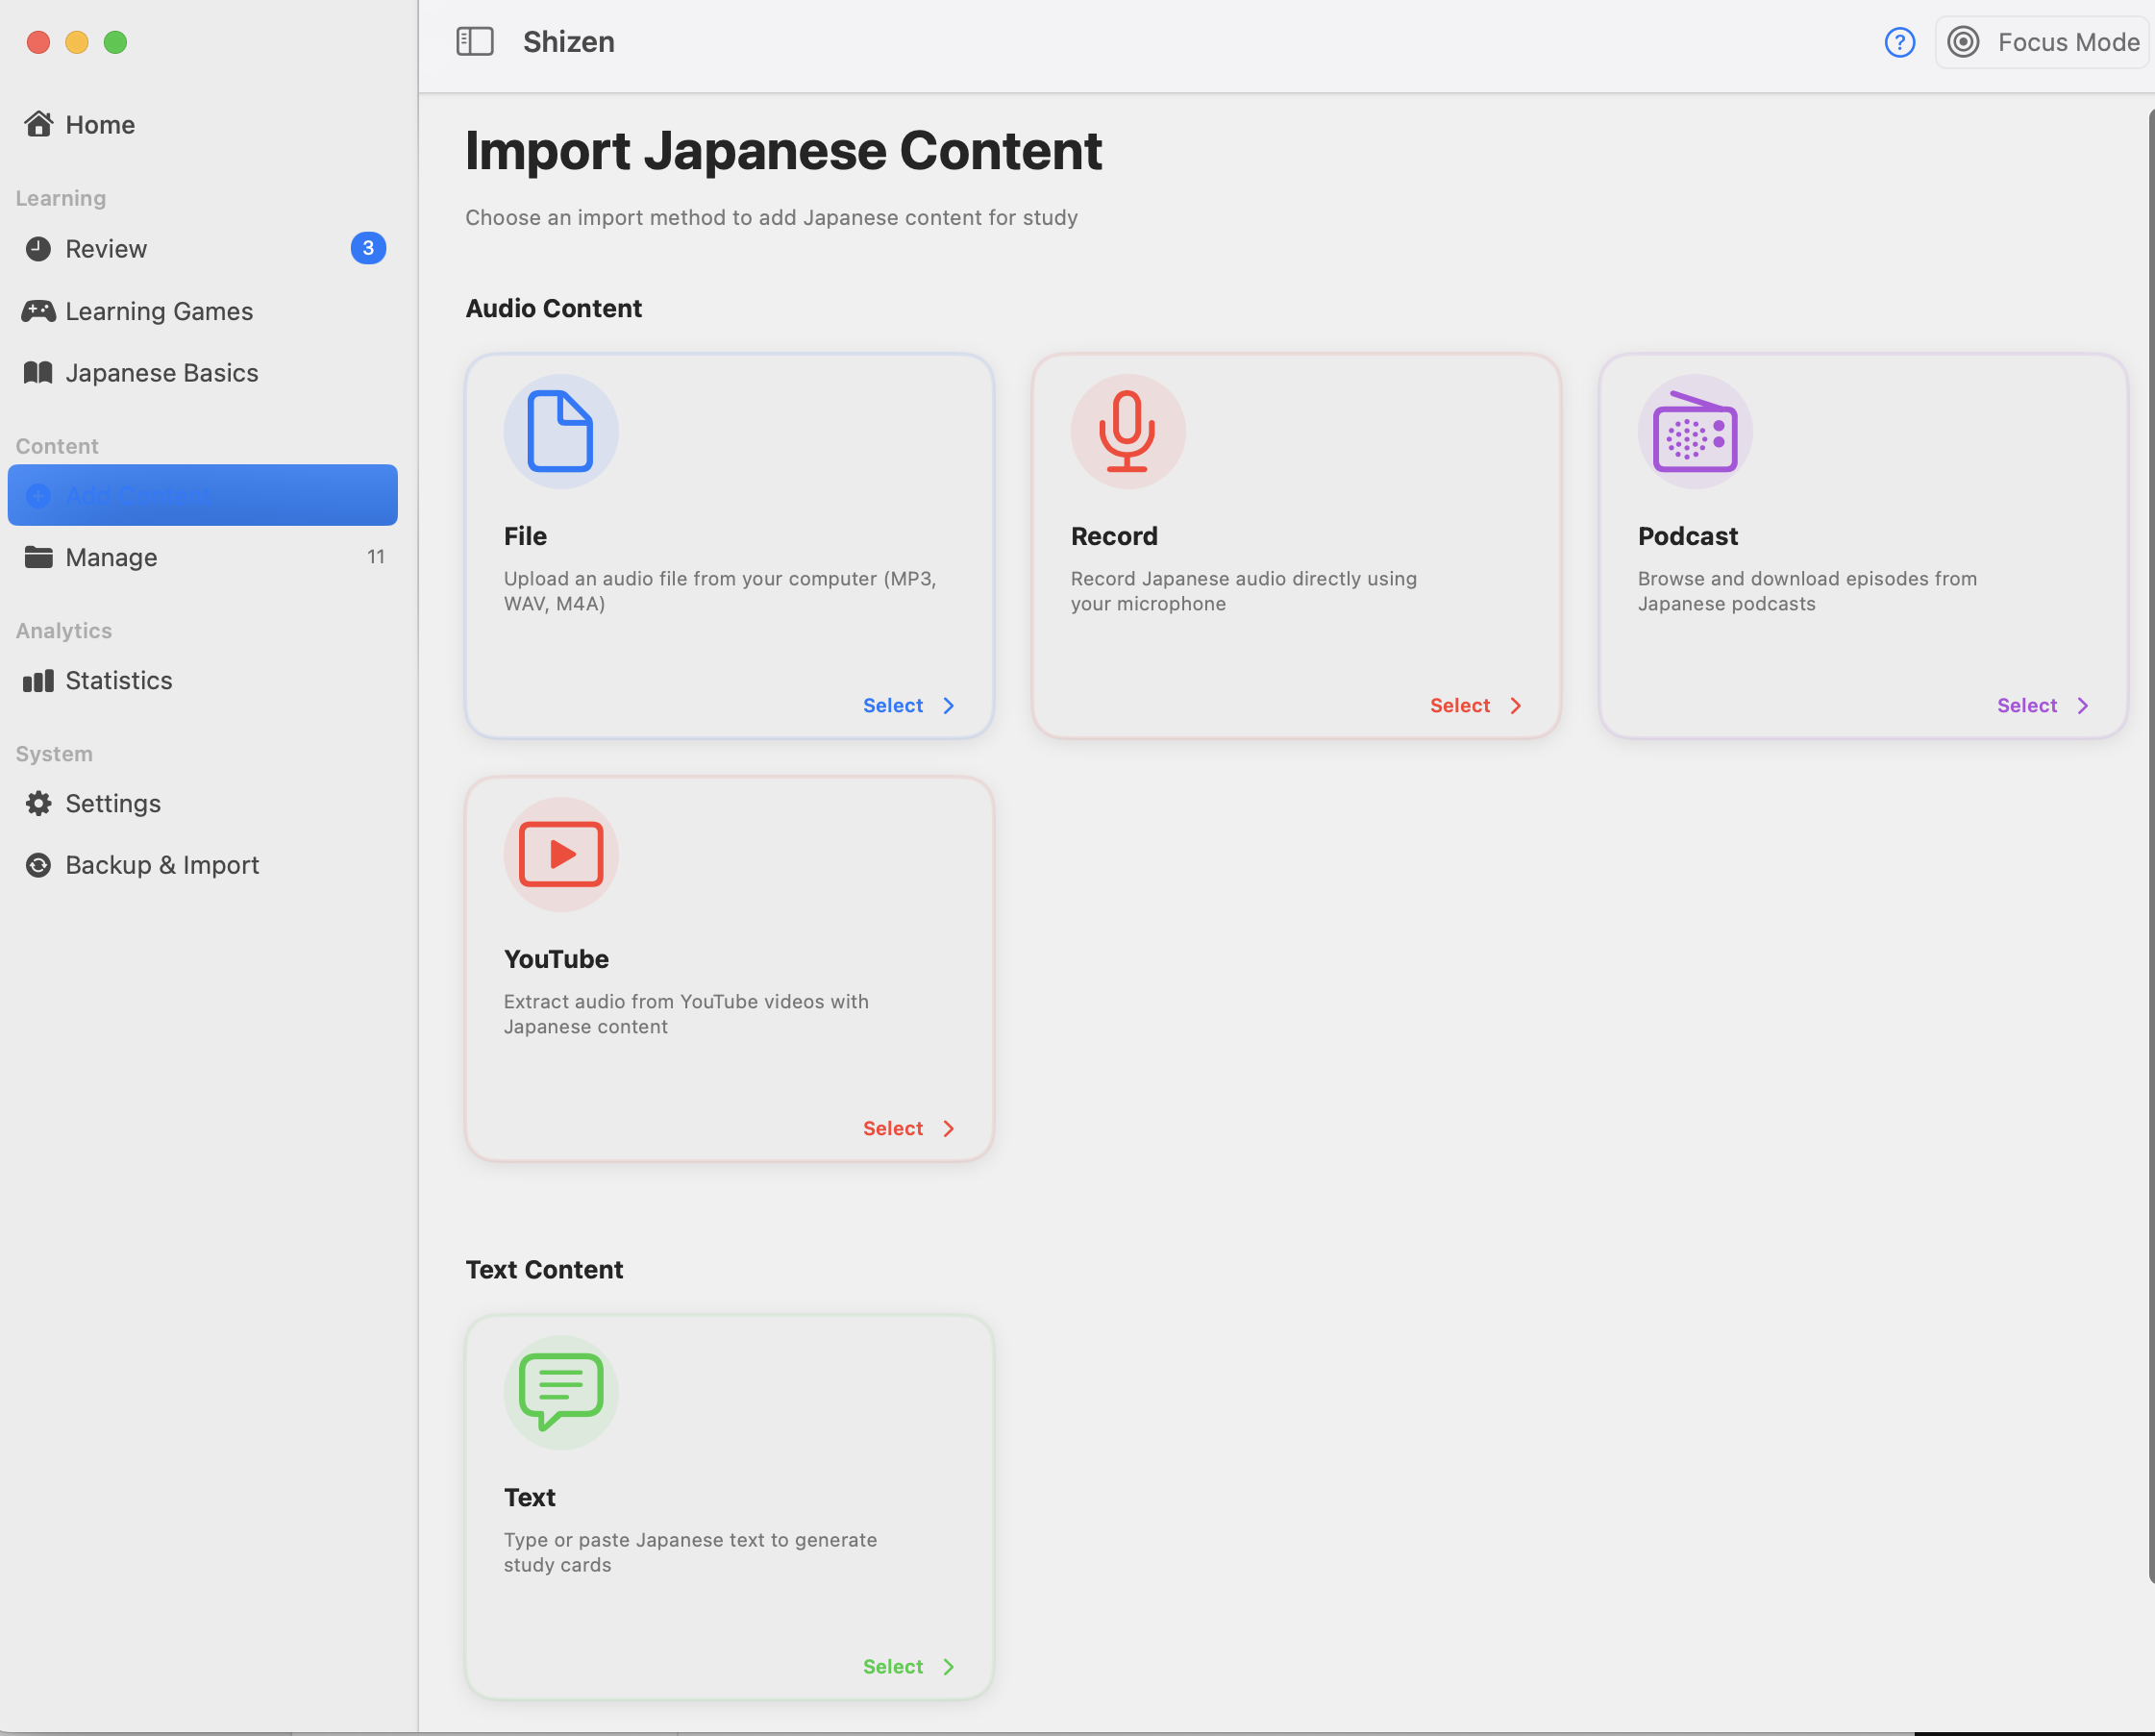 Shizen
? Focus Mode
Home
Learning
Review 3
Learning Games
Japanese Basics
Content
Add Content
Manage 11
Analytics
Statistics
System
Settings
Backup & Import
Import Japanese Content
Choose an import method to add Japanese content for study
Audio Content
File
Upload an audio file from your computer (MP3,
WAV, M4A)
Select
Record
Record Japanese audio directly using
your microphone
Select
Podcast
Browse and download episodes from
Japanese podcasts
Select
YouTube
Extract audio from YouTube videos with
Japanese content
Select
Text Content
Text
Type or paste Japanese text to generate
study cards
Select